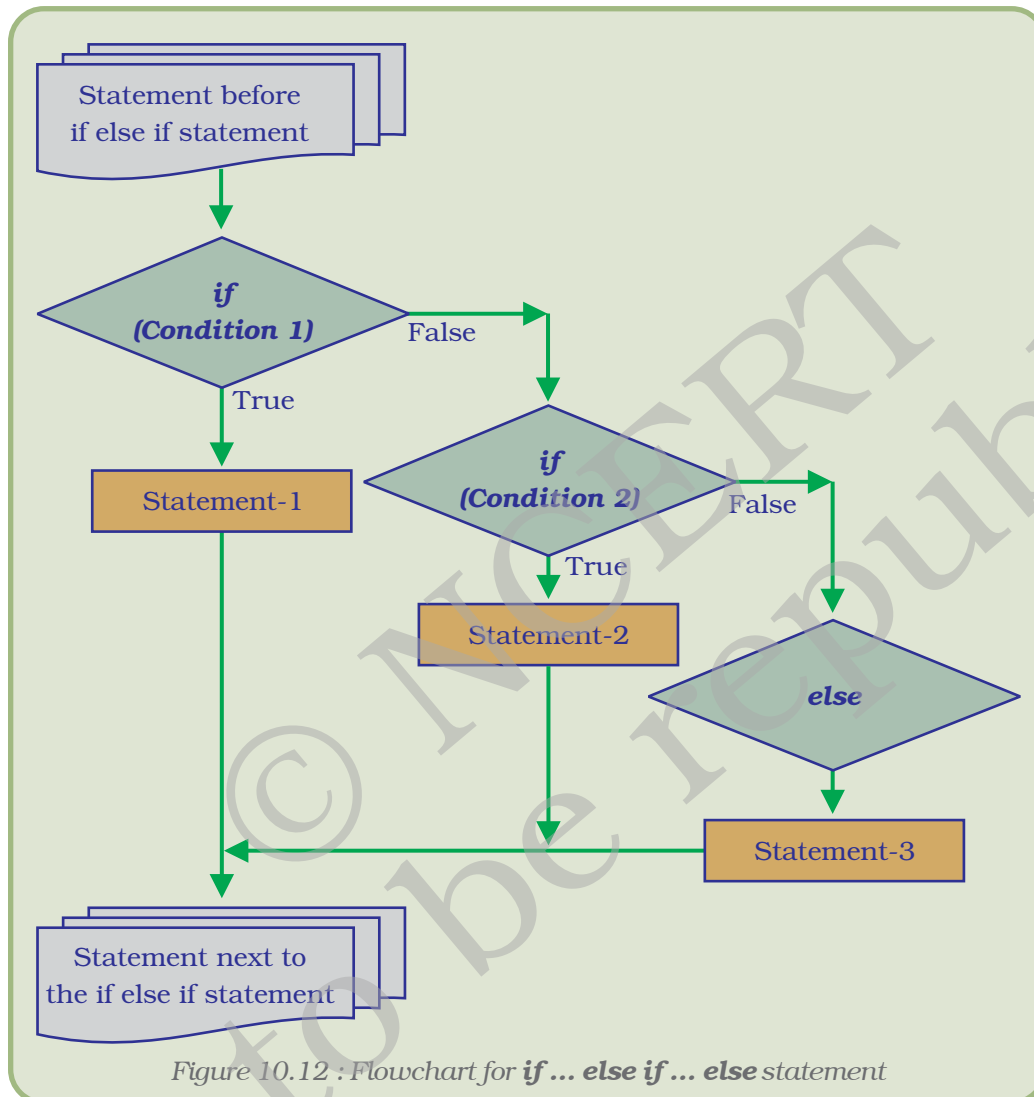 Statement before
if else if statement
if
(Condition 1)
False
True
if
(Condition 2)
Statement-1
False
True
Statement-2
else
Statement-3
Statement next to
the if else if statement
© NCERT
to be repub
Figure 10.12 : Flowchart for if ... else if ... else statement